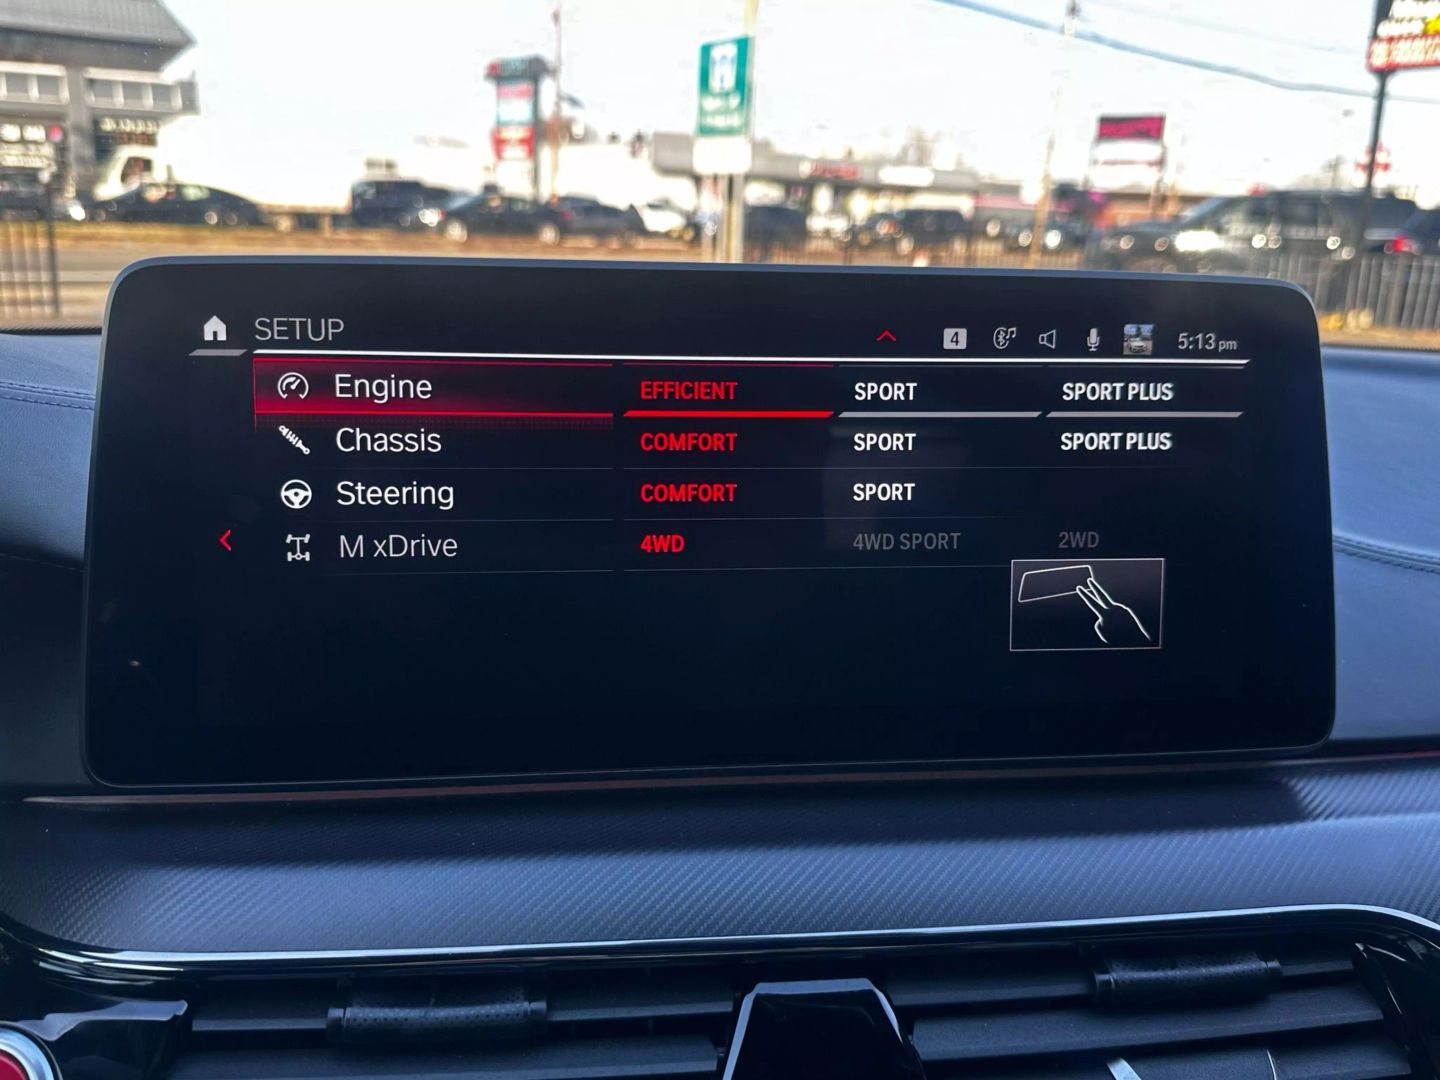 SETUP 4 5:13 pm
Engine EFFICIENT SPORT SPORT PLUS
Chassis COMFORT SPORT SPORT PLUS
Steering COMFORT SPORT
M xDrive 4WD 4WD SPORT 2WD